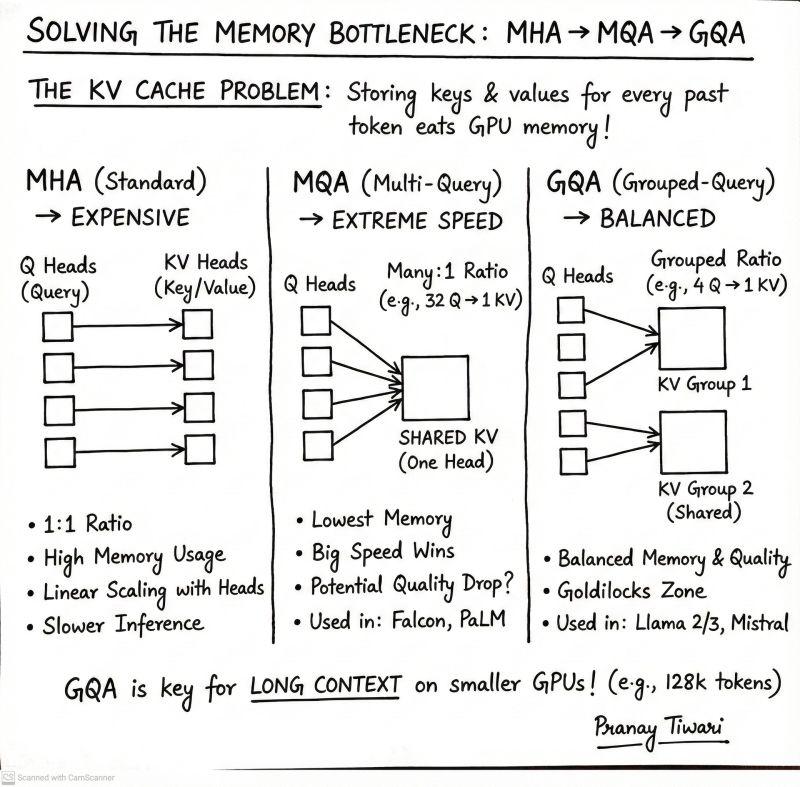 SOLVING THE MEMORY BOTTLENECK: MHA → MQA → GQA
THE KV CACHE PROBLEM: Storing keys & values for every past
token eats GPU memory!
MHA (Standard)
→ EXPENSIVE
Q Heads
(Query)
KV Heads
(Key/Value)
• 1:1 Ratio
• High Memory Usage
• Linear Scaling with Heads
• Slower Inference
MQA (Multi-Query)
→ EXTREME SPEED
Q Heads
Many:1 Ratio
(e.g., 32 Q → 1 KV)
SHARED KV
(One Head)
• Lowest Memory
• Big Speed Wins
• Potential Quality Drop?
• Used in: Falcon, PaLM
GQA (Grouped-Query)
→ BALANCED
Q Heads
Grouped Ratio
(e.g., 4 Q → 1 KV)
KV Group 1
KV Group 2
(Shared)
• Balanced Memory & Quality
• Goldilocks Zone
• Used in: Llama 2/3, Mistral
GQA is key for LONG CONTEXT on smaller GPUs! (e.g., 128k tokens)
Pranay Tiwari
CS Scanned with CamScanner